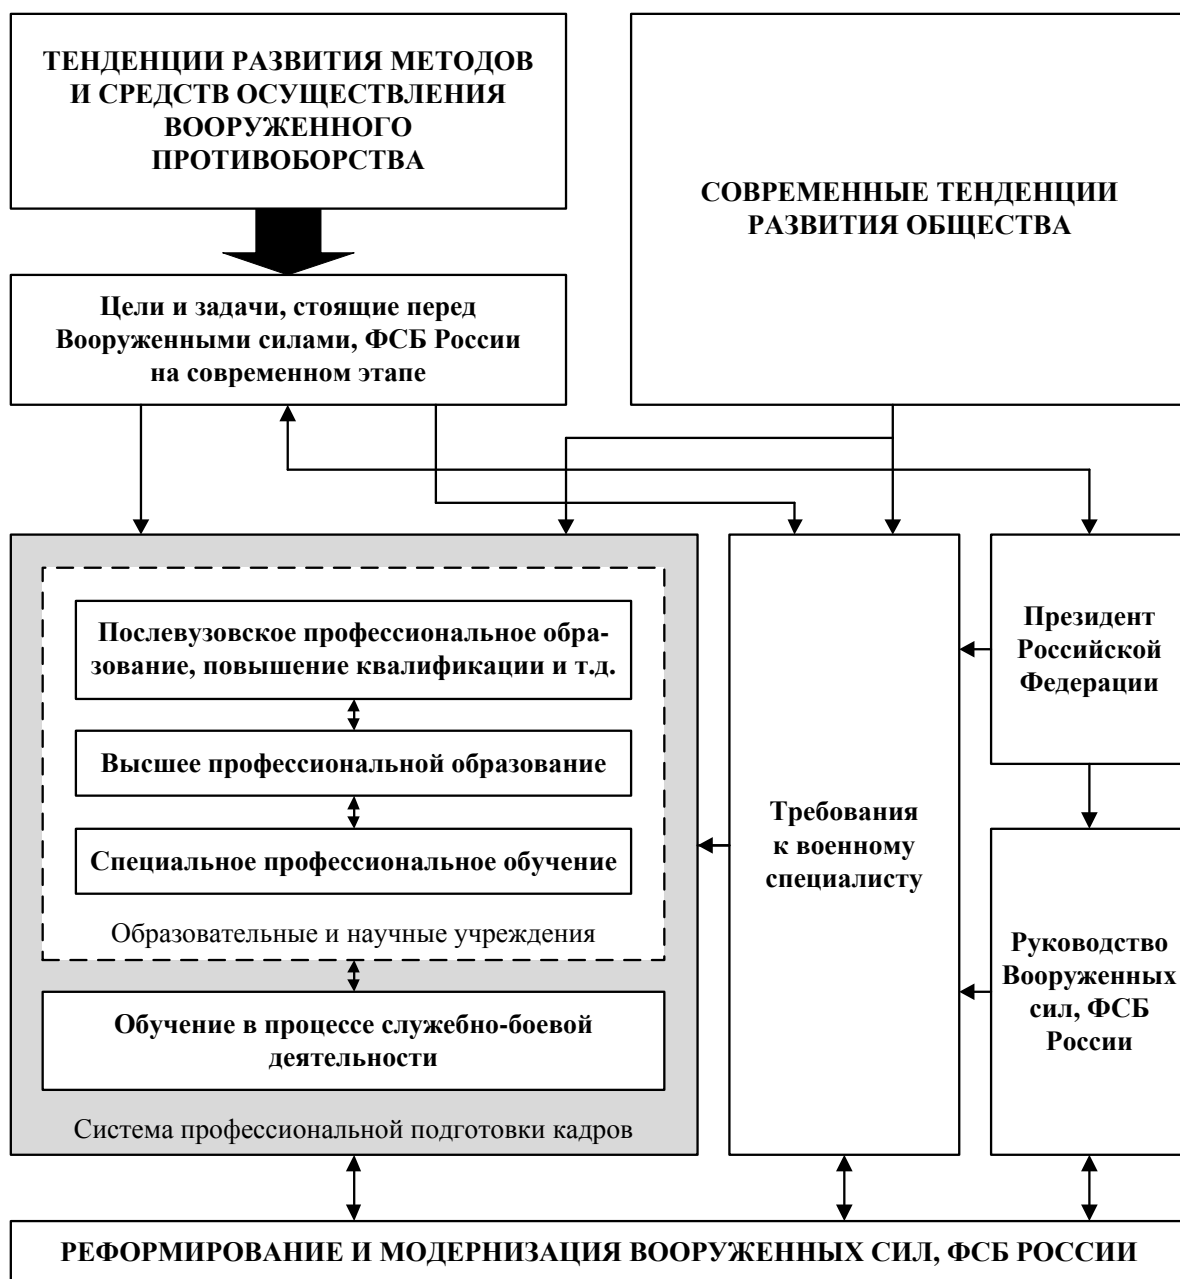 ТЕНДЕНЦИИ РАЗВИТИЯ МЕТОДОВ
И СРЕДСТВ ОСУЩЕСТВЛЕНИЯ
ВООРУЖЕННОГО
ПРОТИВОБОРСТВА
СОВРЕМЕННЫЕ ТЕНДЕНЦИИ
РАЗВИТИЯ ОБЩЕСТВА
Цели и задачи, стоящие перед
Вооруженными силами, ФСБ России
на современном этапе
Послевузовское профессиональное обра-
зование, повышение квалификации и т.д.
Высшее профессиональной образование
Специальное профессиональное обучение
Образовательные и научные учреждения
Обучение в процессе служебно-боевой
деятельности
Система профессиональной подготовки кадров
Требования
к военному
специалисту
Президент
Российской
Федерации
Руководство
Вооруженных
сил, ФСБ
России
РЕФОРМИРОВАНИЕ И МОДЕРНИЗАЦИЯ ВООРУЖЕННЫХ СИЛ, ФСБ РОССИИ